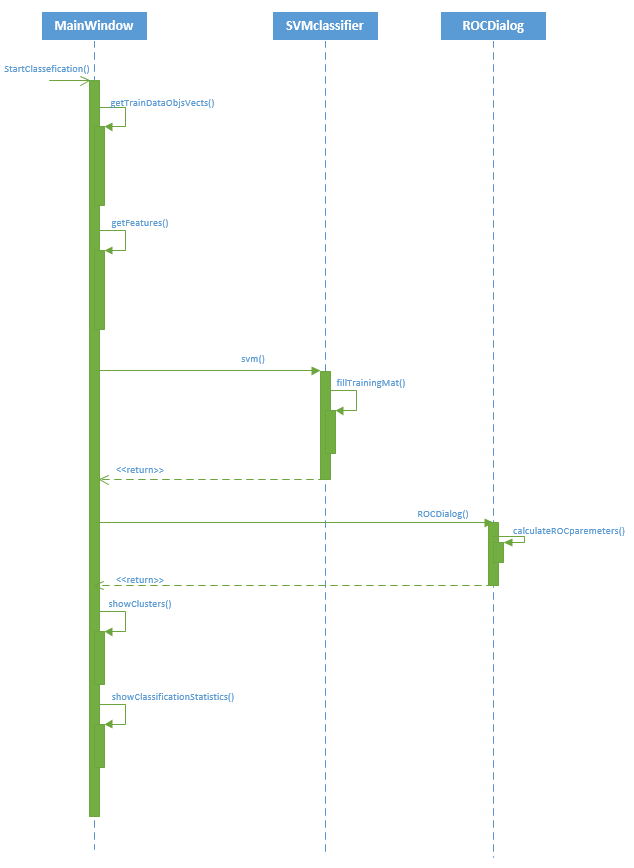 MainWindow
SVMclassifier
ROCDialog
StartClassefication()
getTrainDataObjsVects()
getFeatures()
svm()
fillTrainingMat()
<<return>>
ROCDialog()
calculateROCparemeters()
<<return>>
showClusters()
showClassificationStatistics()